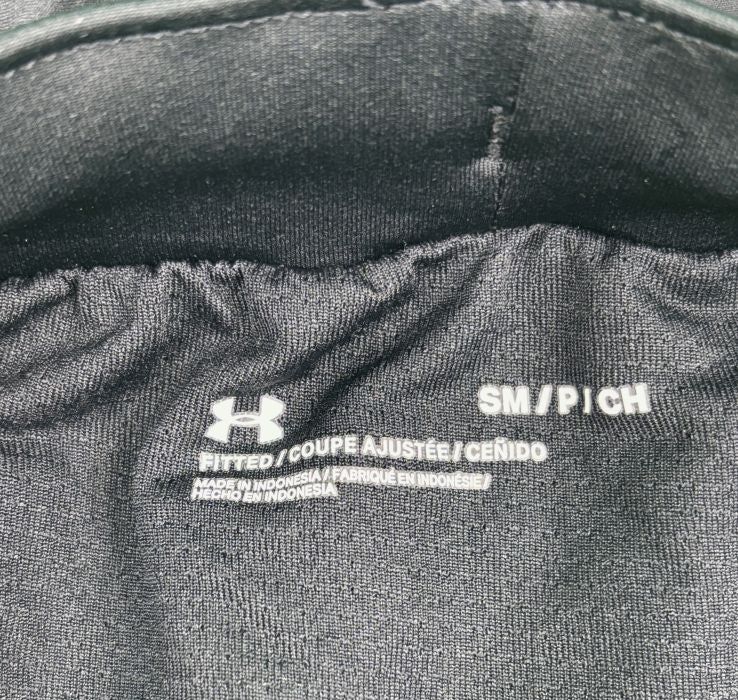 SM/P|CH
FITTED/COUPE AJUSTÉE/CEÑIDO
MADE IN INDONESIA/FABRIQUÉ EN INDONÉSIE/
HECHO EN INDONESIA